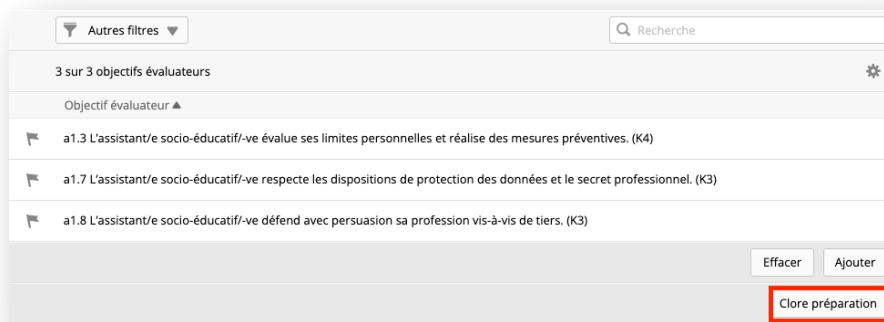 Autres filtres
Recherche
3 sur 3 objectifs évaluateurs
Objectif évaluateur
a1.3 L'assistant/e socio-éducatif/-ve évalue ses limites personnelles et réalise des mesures préventives. (K4)
a1.7 L'assistant/e socio-éducatif/-ve respecte les dispositions de protection des données et le secret professionnel. (K3)
a1.8 L'assistant/e socio-éducatif/-ve défend avec persuasion sa profession vis-à-vis de tiers. (K3)
Effacer Ajouter
Clore préparation